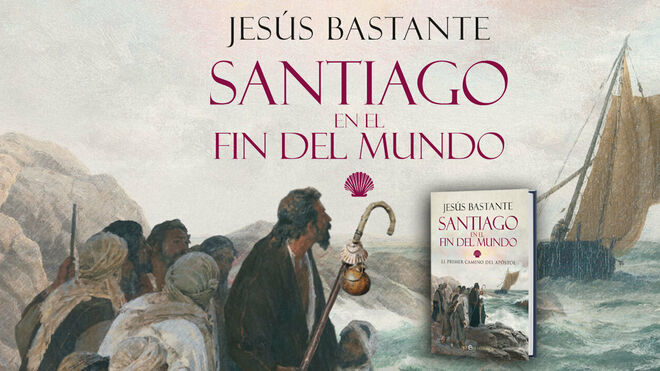 JESÚS BASTANTE
SANTIAGO
EN EL
FIN DEL MUNDO
JESÚS BASTANTE
SANTIAGO
EN EL
FIN DEL MUNDO
EL PRIMER CAMINO DEL APÓSTOL